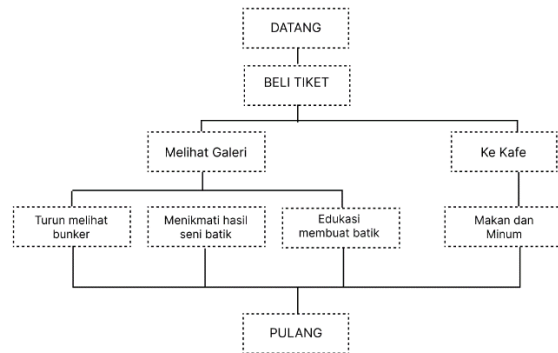 DATANG
BELI TIKET
Melihat Galeri
Ke Kafe
Turun melihat
bunker
Menikmati hasil
seni batik
Edukasi
membuat batik
Makan dan
Minum
PULANG